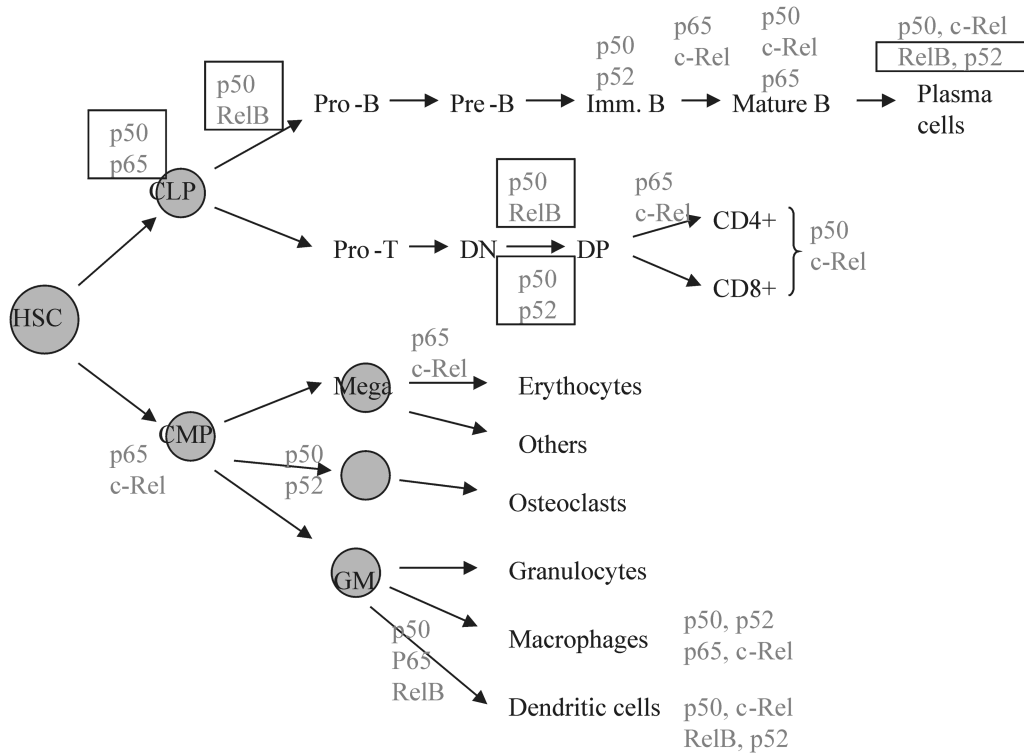 p50
p65
CLP
p50
RelB
Pro -B
Pre -B
p50
p52
Imm. B
p65
c-Rel
p50
c-Rel
p65
Mature B
p50, c-Rel
RelB, p52
Plasma
cells
HSC
Pro -T
DN
p50
RelB
DP
p50
p52
p65
c-Rel
CD4+
CD8+
p50
c-Rel
CMP
p65
c-Rel
Mega
p65
c-Rel
Erythocytes
Others
p50
p52
Osteoclasts
GM
Granulocytes
Macrophages
p50, p52
p65, c-Rel
p50
P65
RelB
Dendritic cells
p50, c-Rel
RelB, p52